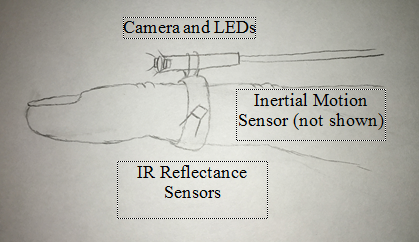 Camera and LEDs
Inertial Motion
Sensor (not shown)
IR Reflectance
Sensors